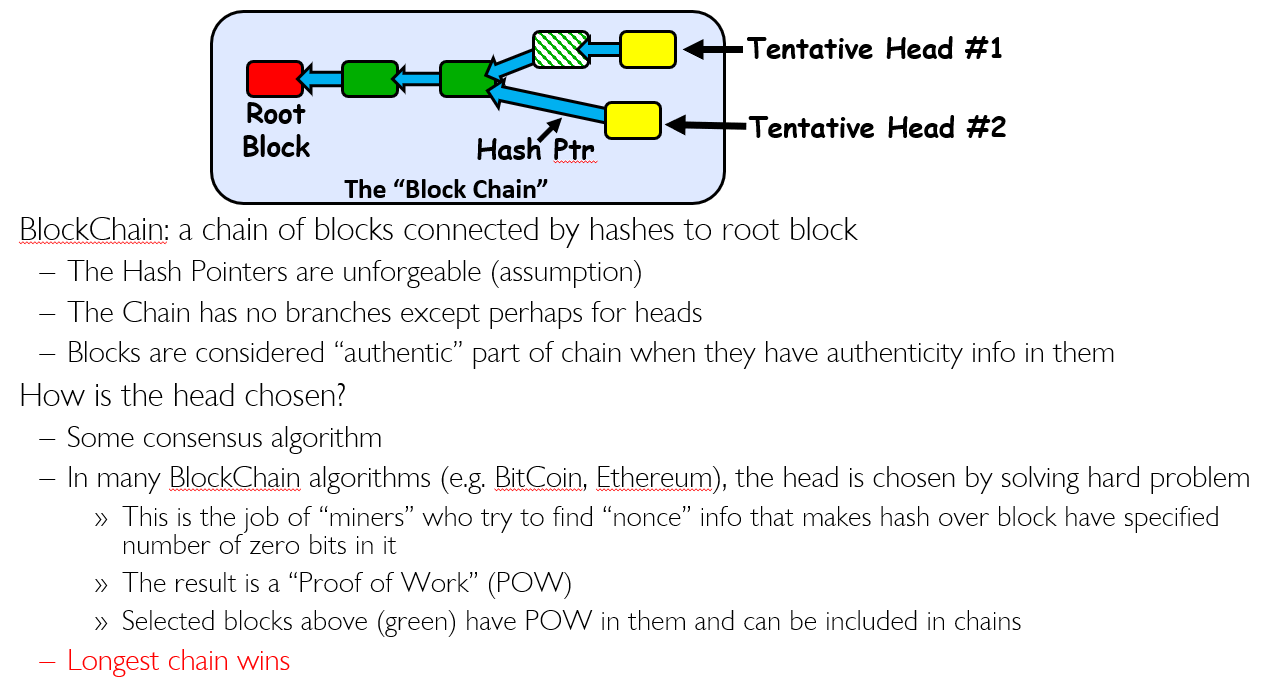 Tentative Head #1
Root
Block
Tentative Head #2
Hash Ptr
The “Block Chain”
BlockChain: a chain of blocks connected by hashes to root block
– The Hash Pointers are unforgeable (assumption)
– The Chain has no branches except perhaps for heads
– Blocks are considered “authentic” part of chain when they have authenticity info in them
How is the head chosen?
– Some consensus algorithm
– In many BlockChain algorithms (e.g. BitCoin, Ethereum), the head is chosen by solving hard problem
» This is the job of “miners” who try to find “nonce” info that makes hash over block have specified
number of zero bits in it
» The result is a “Proof of Work” (POW)
» Selected blocks above (green) have POW in them and can be included in chains
– Longest chain wins